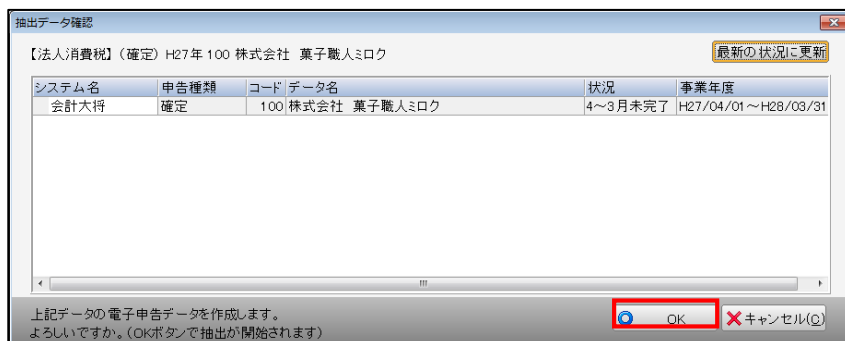 抽出データ確認
【法人消費税】(確定) H27年 100 株式会社 菓子職人ミロク
最新の状況に更新
システム名 申告種類 コード データ名 状況 事業年度
会計大将 確定 100 株式会社 菓子職人ミロク 4～3月未完了 H27/04/01～H28/03/31
上記データの電子申告データを作成します。
よろしいですか。(OKボタンで抽出が開始されます)
OK キャンセル(C)